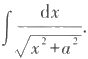 ∫ dx / √(x² + a²).